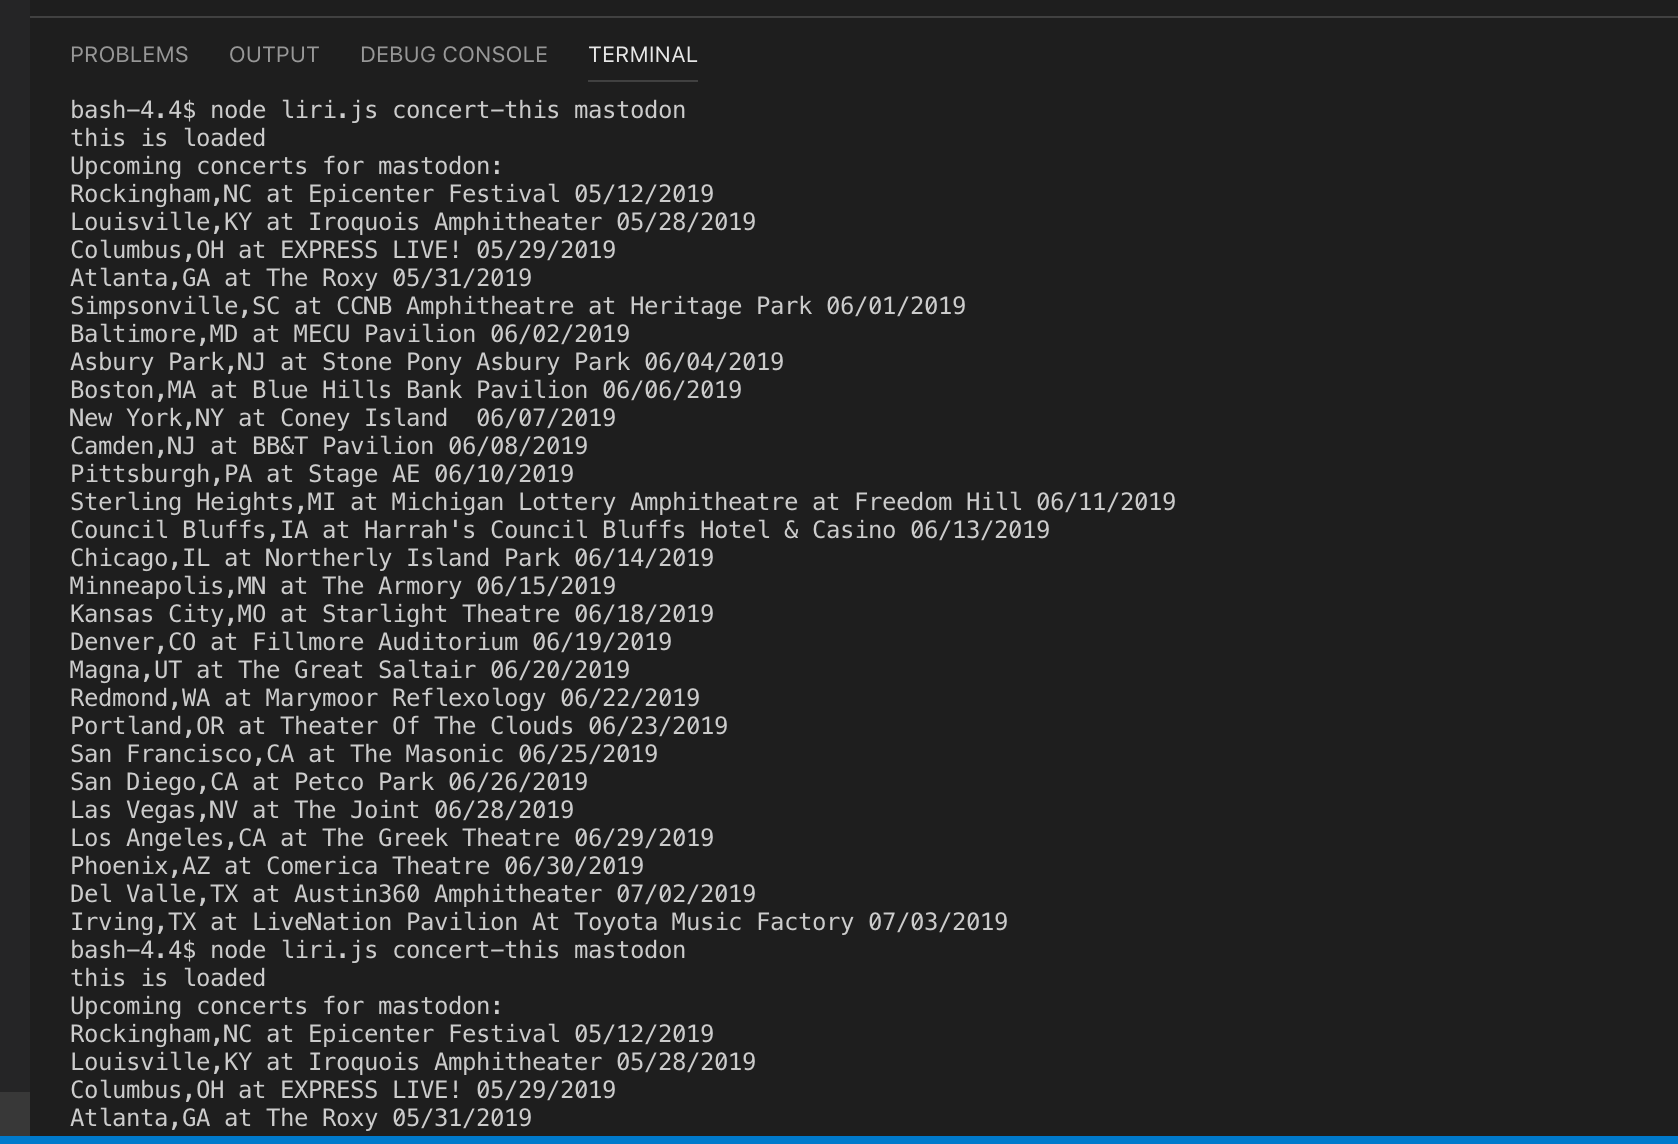 PROBLEMS OUTPUT DEBUG CONSOLE TERMINAL
bash-4.4$ node liri.js concert-this mastodon
this is loaded
Upcoming concerts for mastodon:
Rockingham,NC at Epicenter Festival 05/12/2019
Louisville,KY at Iroquois Amphitheater 05/28/2019
Columbus,OH at EXPRESS LIVE! 05/29/2019
Atlanta,GA at The Roxy 05/31/2019
Simpsonville,SC at CCNB Amphitheatre at Heritage Park 06/01/2019
Baltimore,MD at MECU Pavilion 06/02/2019
Asbury Park,NJ at Stone Pony Asbury Park 06/04/2019
Boston,MA at Blue Hills Bank Pavilion 06/06/2019
New York,NY at Coney Island  06/07/2019
Camden,NJ at BB&T Pavilion 06/08/2019
Pittsburgh,PA at Stage AE 06/10/2019
Sterling Heights,MI at Michigan Lottery Amphitheatre at Freedom Hill 06/11/2019
Council Bluffs,IA at Harrah's Council Bluffs Hotel & Casino 06/13/2019
Chicago,IL at Northerly Island Park 06/14/2019
Minneapolis,MN at The Armory 06/15/2019
Kansas City,MO at Starlight Theatre 06/18/2019
Denver,CO at Fillmore Auditorium 06/19/2019
Magna,UT at The Great Saltair 06/20/2019
Redmond,WA at Marymoor Reflexology 06/22/2019
Portland,OR at Theater Of The Clouds 06/23/2019
San Francisco,CA at The Masonic 06/25/2019
San Diego,CA at Petco Park 06/26/2019
Las Vegas,NV at The Joint 06/28/2019
Los Angeles,CA at The Greek Theatre 06/29/2019
Phoenix,AZ at Comerica Theatre 06/30/2019
Del Valle,TX at Austin360 Amphitheater 07/02/2019
Irving,TX at LiveNation Pavilion At Toyota Music Factory 07/03/2019
bash-4.4$ node liri.js concert-this mastodon
this is loaded
Upcoming concerts for mastodon:
Rockingham,NC at Epicenter Festival 05/12/2019
Louisville,KY at Iroquois Amphitheater 05/28/2019
Columbus,OH at EXPRESS LIVE! 05/29/2019
Atlanta,GA at The Roxy 05/31/2019